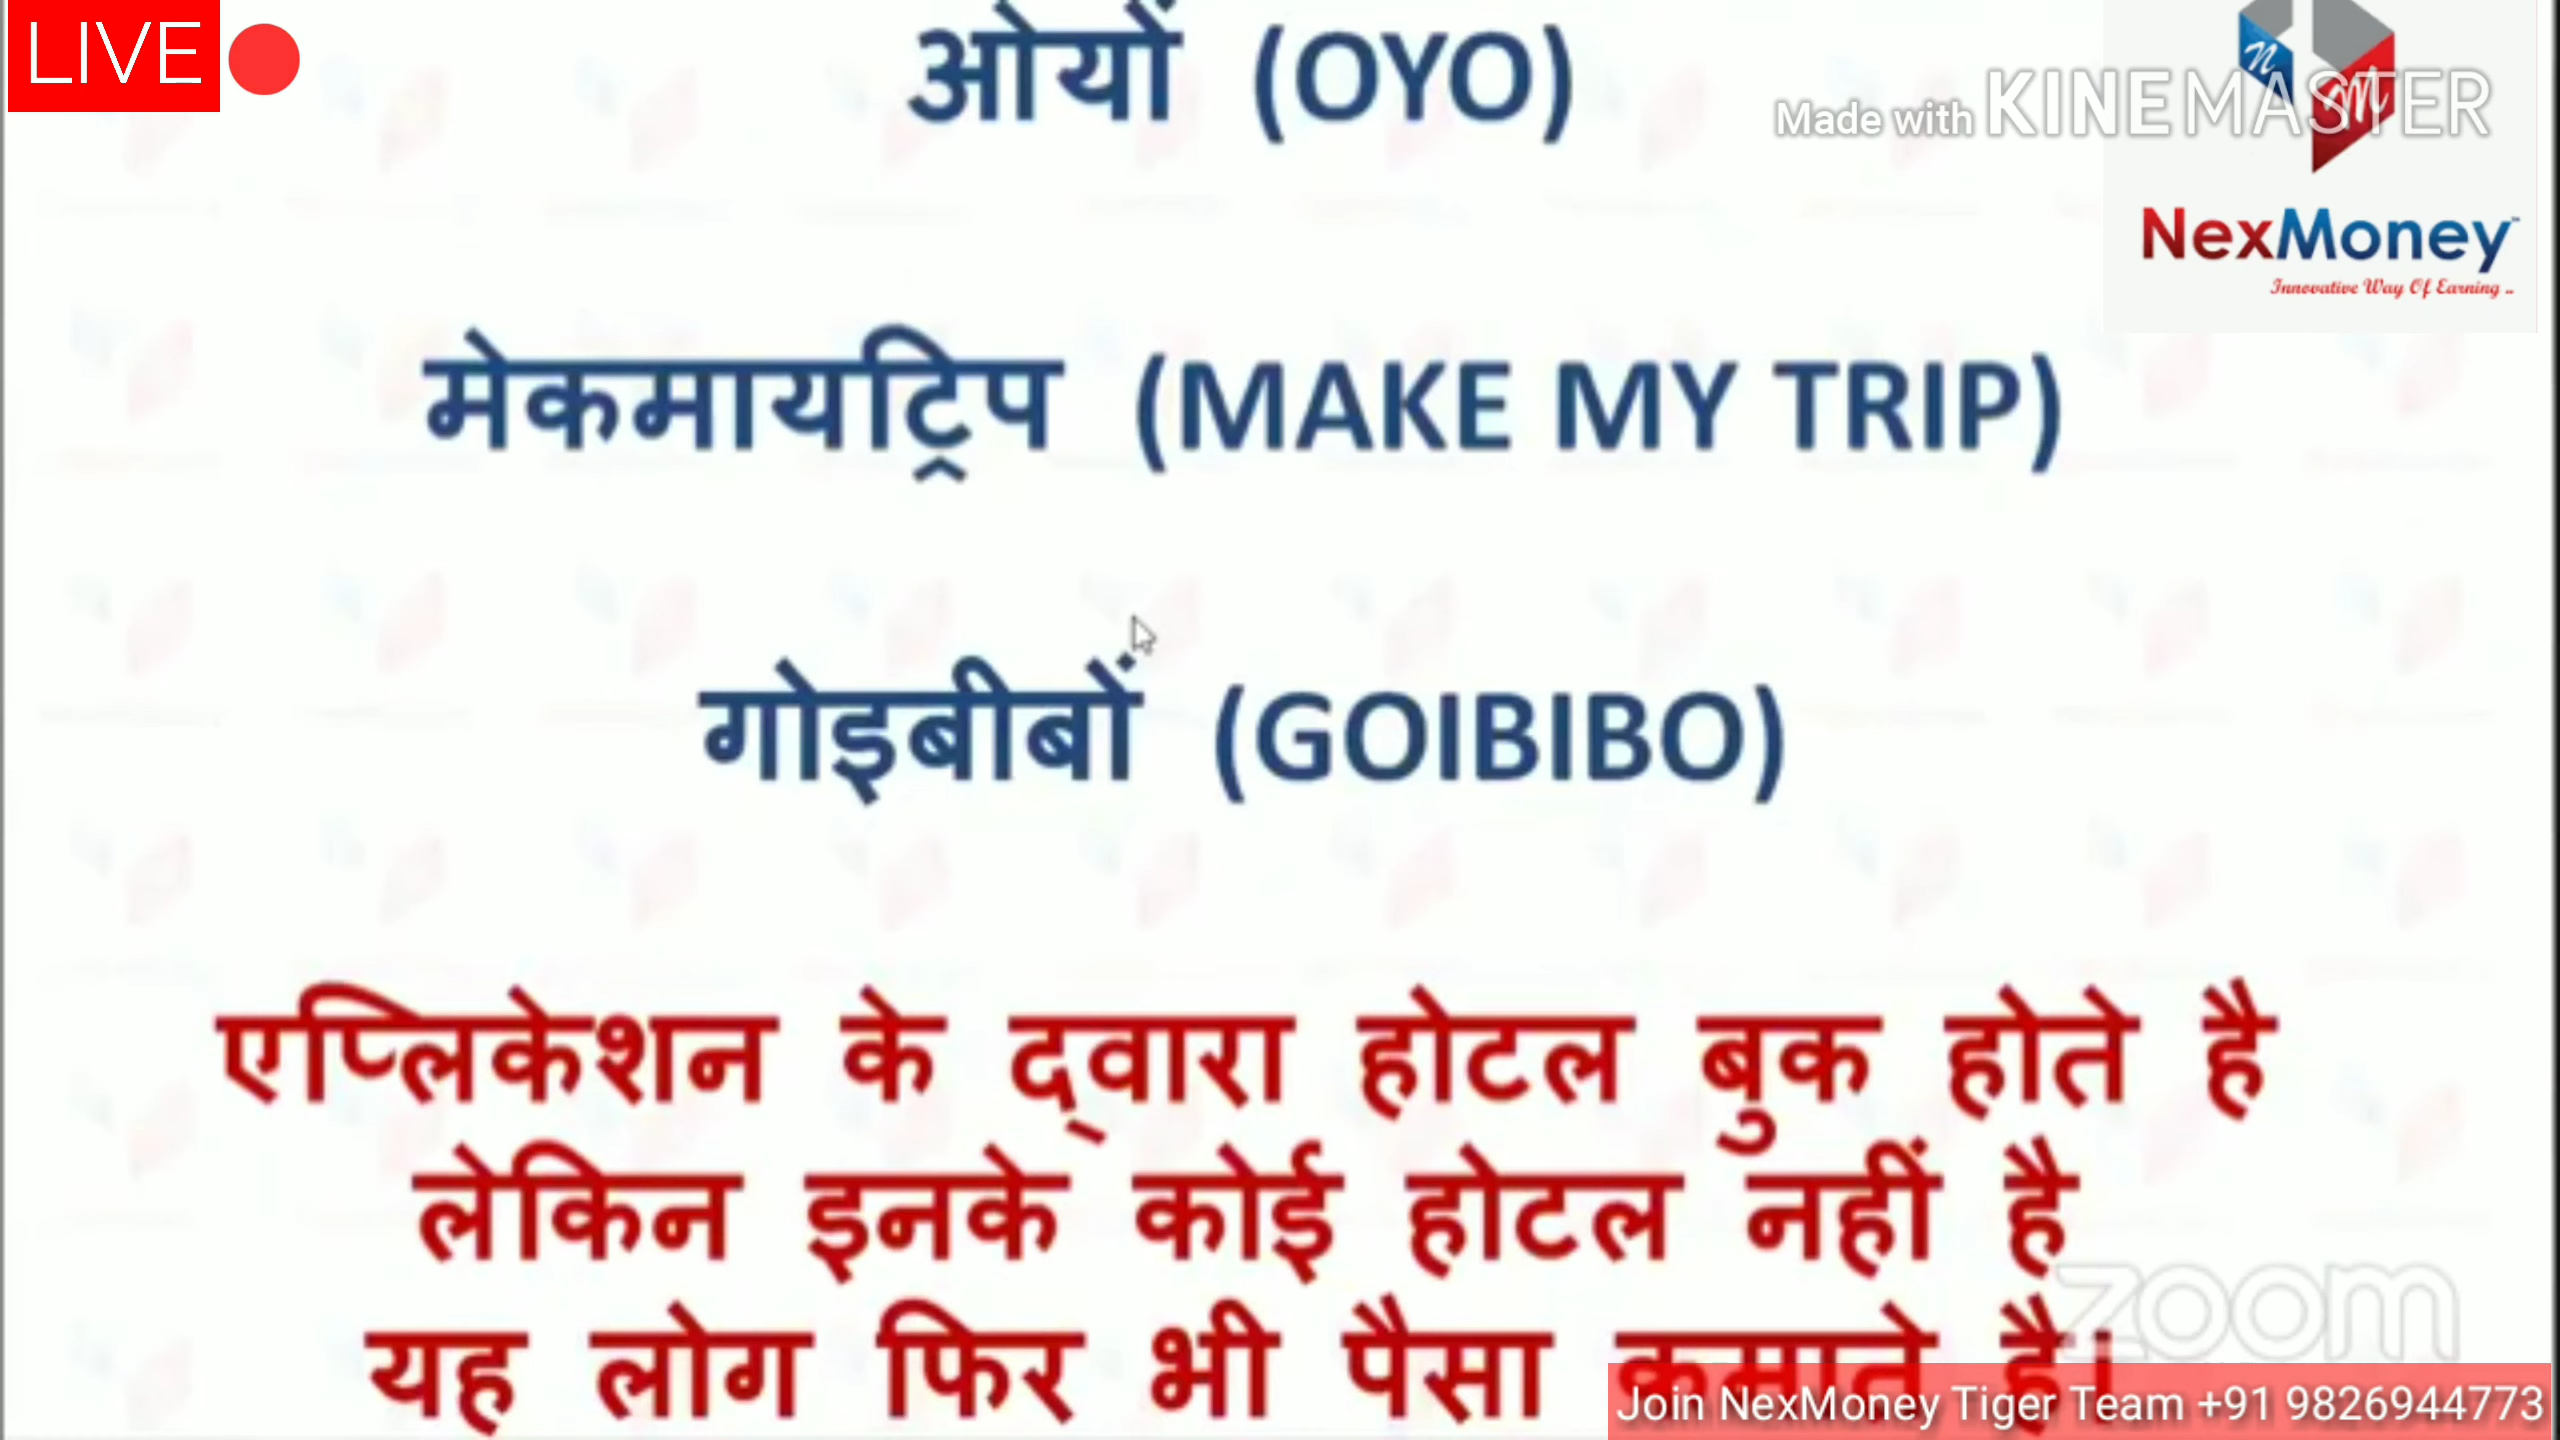 LIVE
ओयों (OYO)
Made with KINEMASTER
NexMoney
Innovative Way Of Earning ..
मेकमायट्रिप (MAKE MY TRIP)
गोइबीबों (GOIBIBO)
एप्लिकेशन के द्वारा होटल बुक होते है
लेकिन इनके कोई होटल नहीं है
zoom
यह लोग फिर भी पैसा कमाते है।
Join NexMoney Tiger Team +91 9826944773